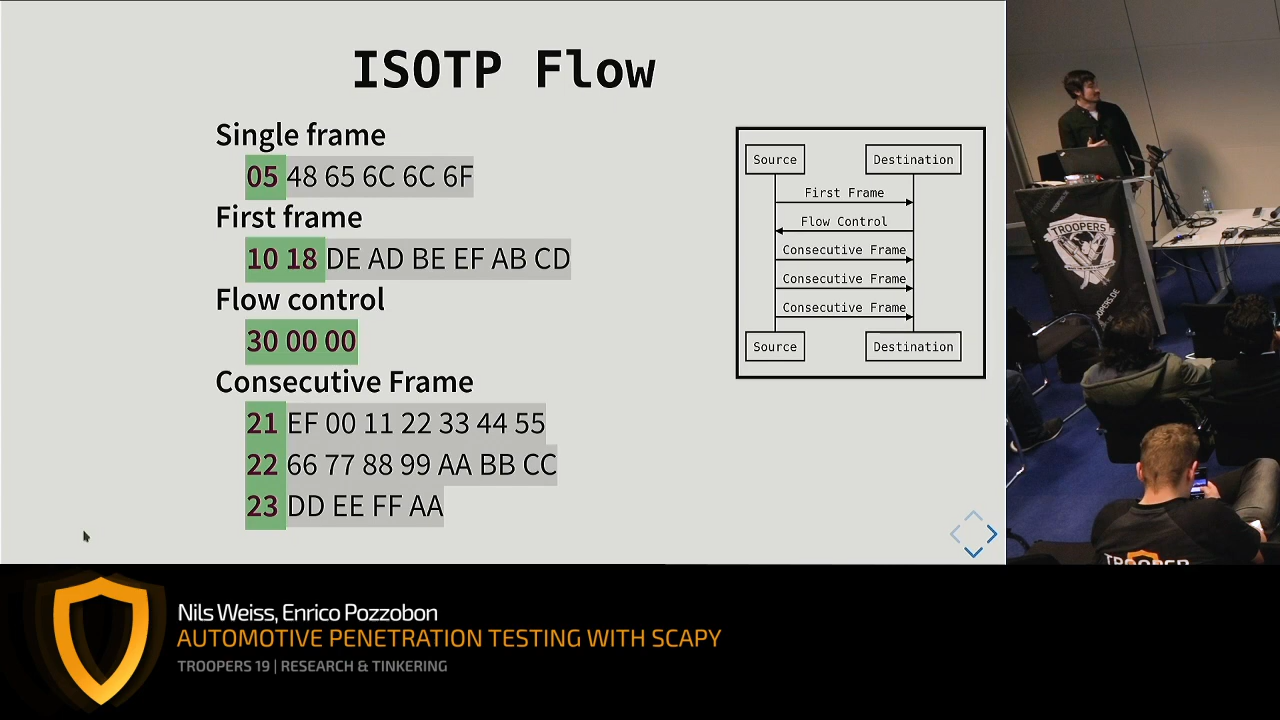 ISOTP Flow
Single frame
05 48 65 6C 6C 6F
First frame
10 18 DE AD BE EF AB CD
Flow control
30 00 00
Consecutive Frame
21 EF 00 11 22 33 44 55
22 66 77 88 99 AA BB CC
23 DD EE FF AA
Source Destination
First Frame
Flow Control
Consecutive Frame
Consecutive Frame
Consecutive Frame
Source Destination
TROOPERS
TROOPER
Nils Weiss, Enrico Pozzobon
AUTOMOTIVE PENETRATION TESTING WITH SCAPY
TROOPERS 19 | RESEARCH & TINKERING